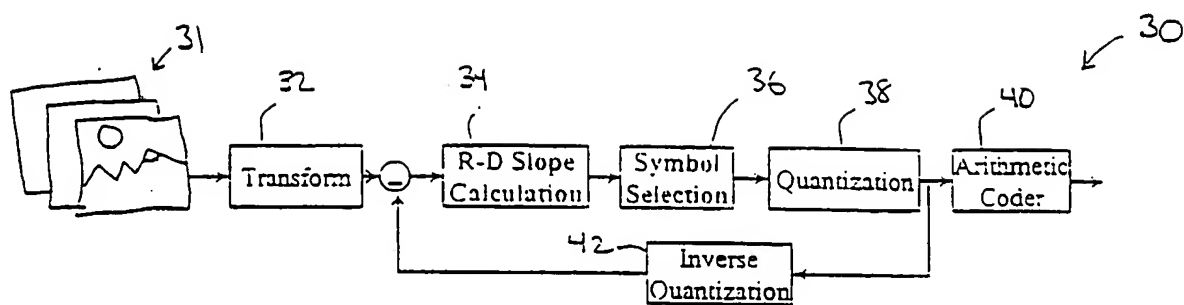 31
30
32
34
36
38
40
Transform
R-D Slope
Calculation
Symbol
Selection
Quantization
Arithmetic
Coder
42
Inverse
Quantization